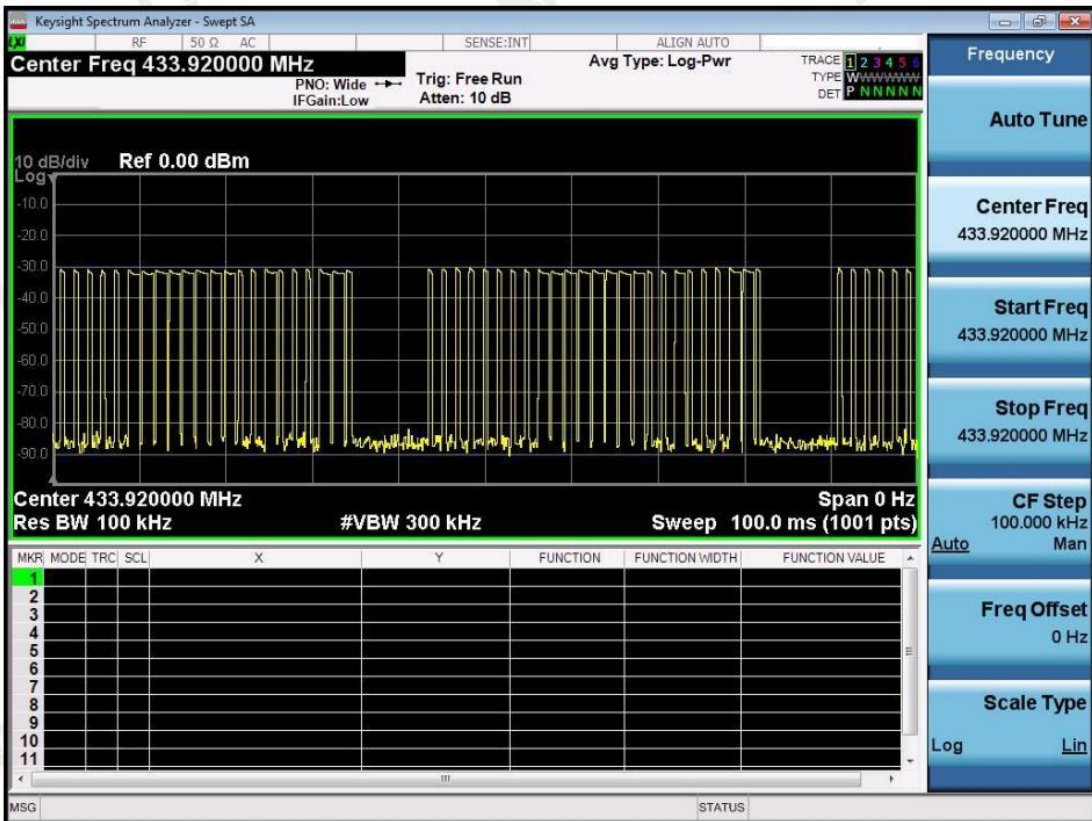 Keysight Spectrum Analyzer - Swept SA
LXI RF 50 Ω AC SENSE:INT ALIGN AUTO
Center Freq 433.920000 MHz
PNO: Wide
IFGain:Low
Trig: Free Run
Atten: 10 dB
Avg Type: Log-Pwr
TRACE 1 2 3 4 5 6
TYPE WWWWWW
DET P N N N N N
10 dB/div Ref 0.00 dBm
Log
-10.0
-20.0
-30.0
-40.0
-50.0
-60.0
-70.0
-80.0
-90.0
Center 433.920000 MHz Span 0 Hz
Res BW 100 kHz #VBW 300 kHz Sweep 100.0 ms (1001 pts)
MKR MODE TRC SCL X Y FUNCTION FUNCTION WIDTH FUNCTION VALUE
1
2
3
4
5
6
7
8
9
10
11
MSG STATUS
Frequency
Auto Tune
Center Freq
433.920000 MHz
Start Freq
433.920000 MHz
Stop Freq
433.920000 MHz
CF Step
100.000 kHz
Auto Man
Freq Offset
0 Hz
Scale Type
Log Lin